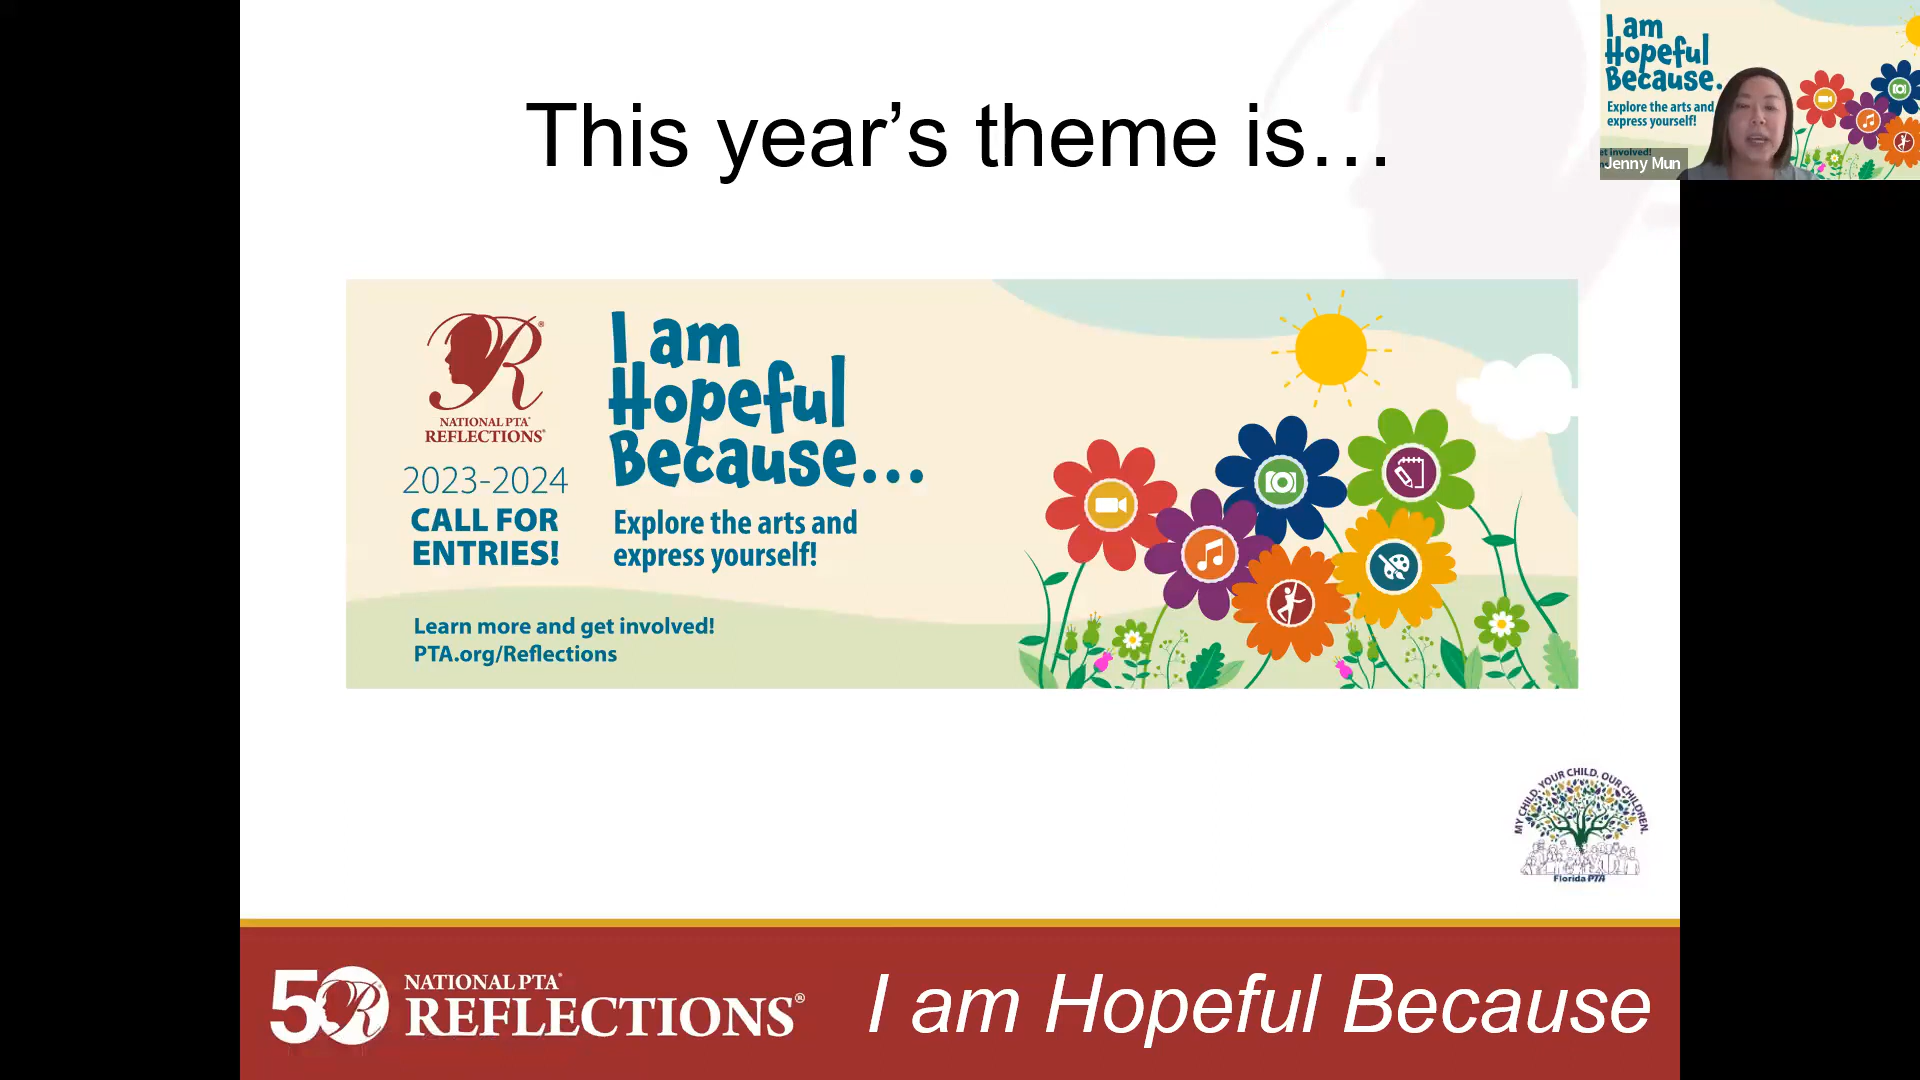 This year’s theme is…
I am
Hopeful
Because.
Explore the arts and
express yourself!
et involved!
Jenny Mun
R®
NATIONAL PTA®
REFLECTIONS®
2023-2024
CALL FOR
ENTRIES!
I am
Hopeful
Because...
Explore the arts and
express yourself!
Learn more and get involved!
PTA.org/Reflections
MY CHILD, YOUR CHILD, OUR CHILDREN.
Florida PTA
50 R
NATIONAL PTA®
REFLECTIONS®
I am Hopeful Because